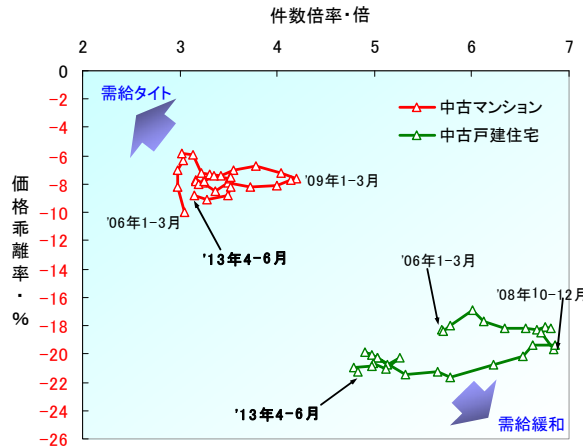 件数倍率・倍
2 3 4 5 6 7
価格乖離率・%
0
-2
-4
-6
-8
-10
-12
-14
-16
-18
-20
-22
-24
-26
需給タイト
中古マンション
中古戸建住宅
'09年1-3月
'06年1-3月
'13年4-6月
'06年1-3月
'08年10-12月
'13年4-6月
需給緩和